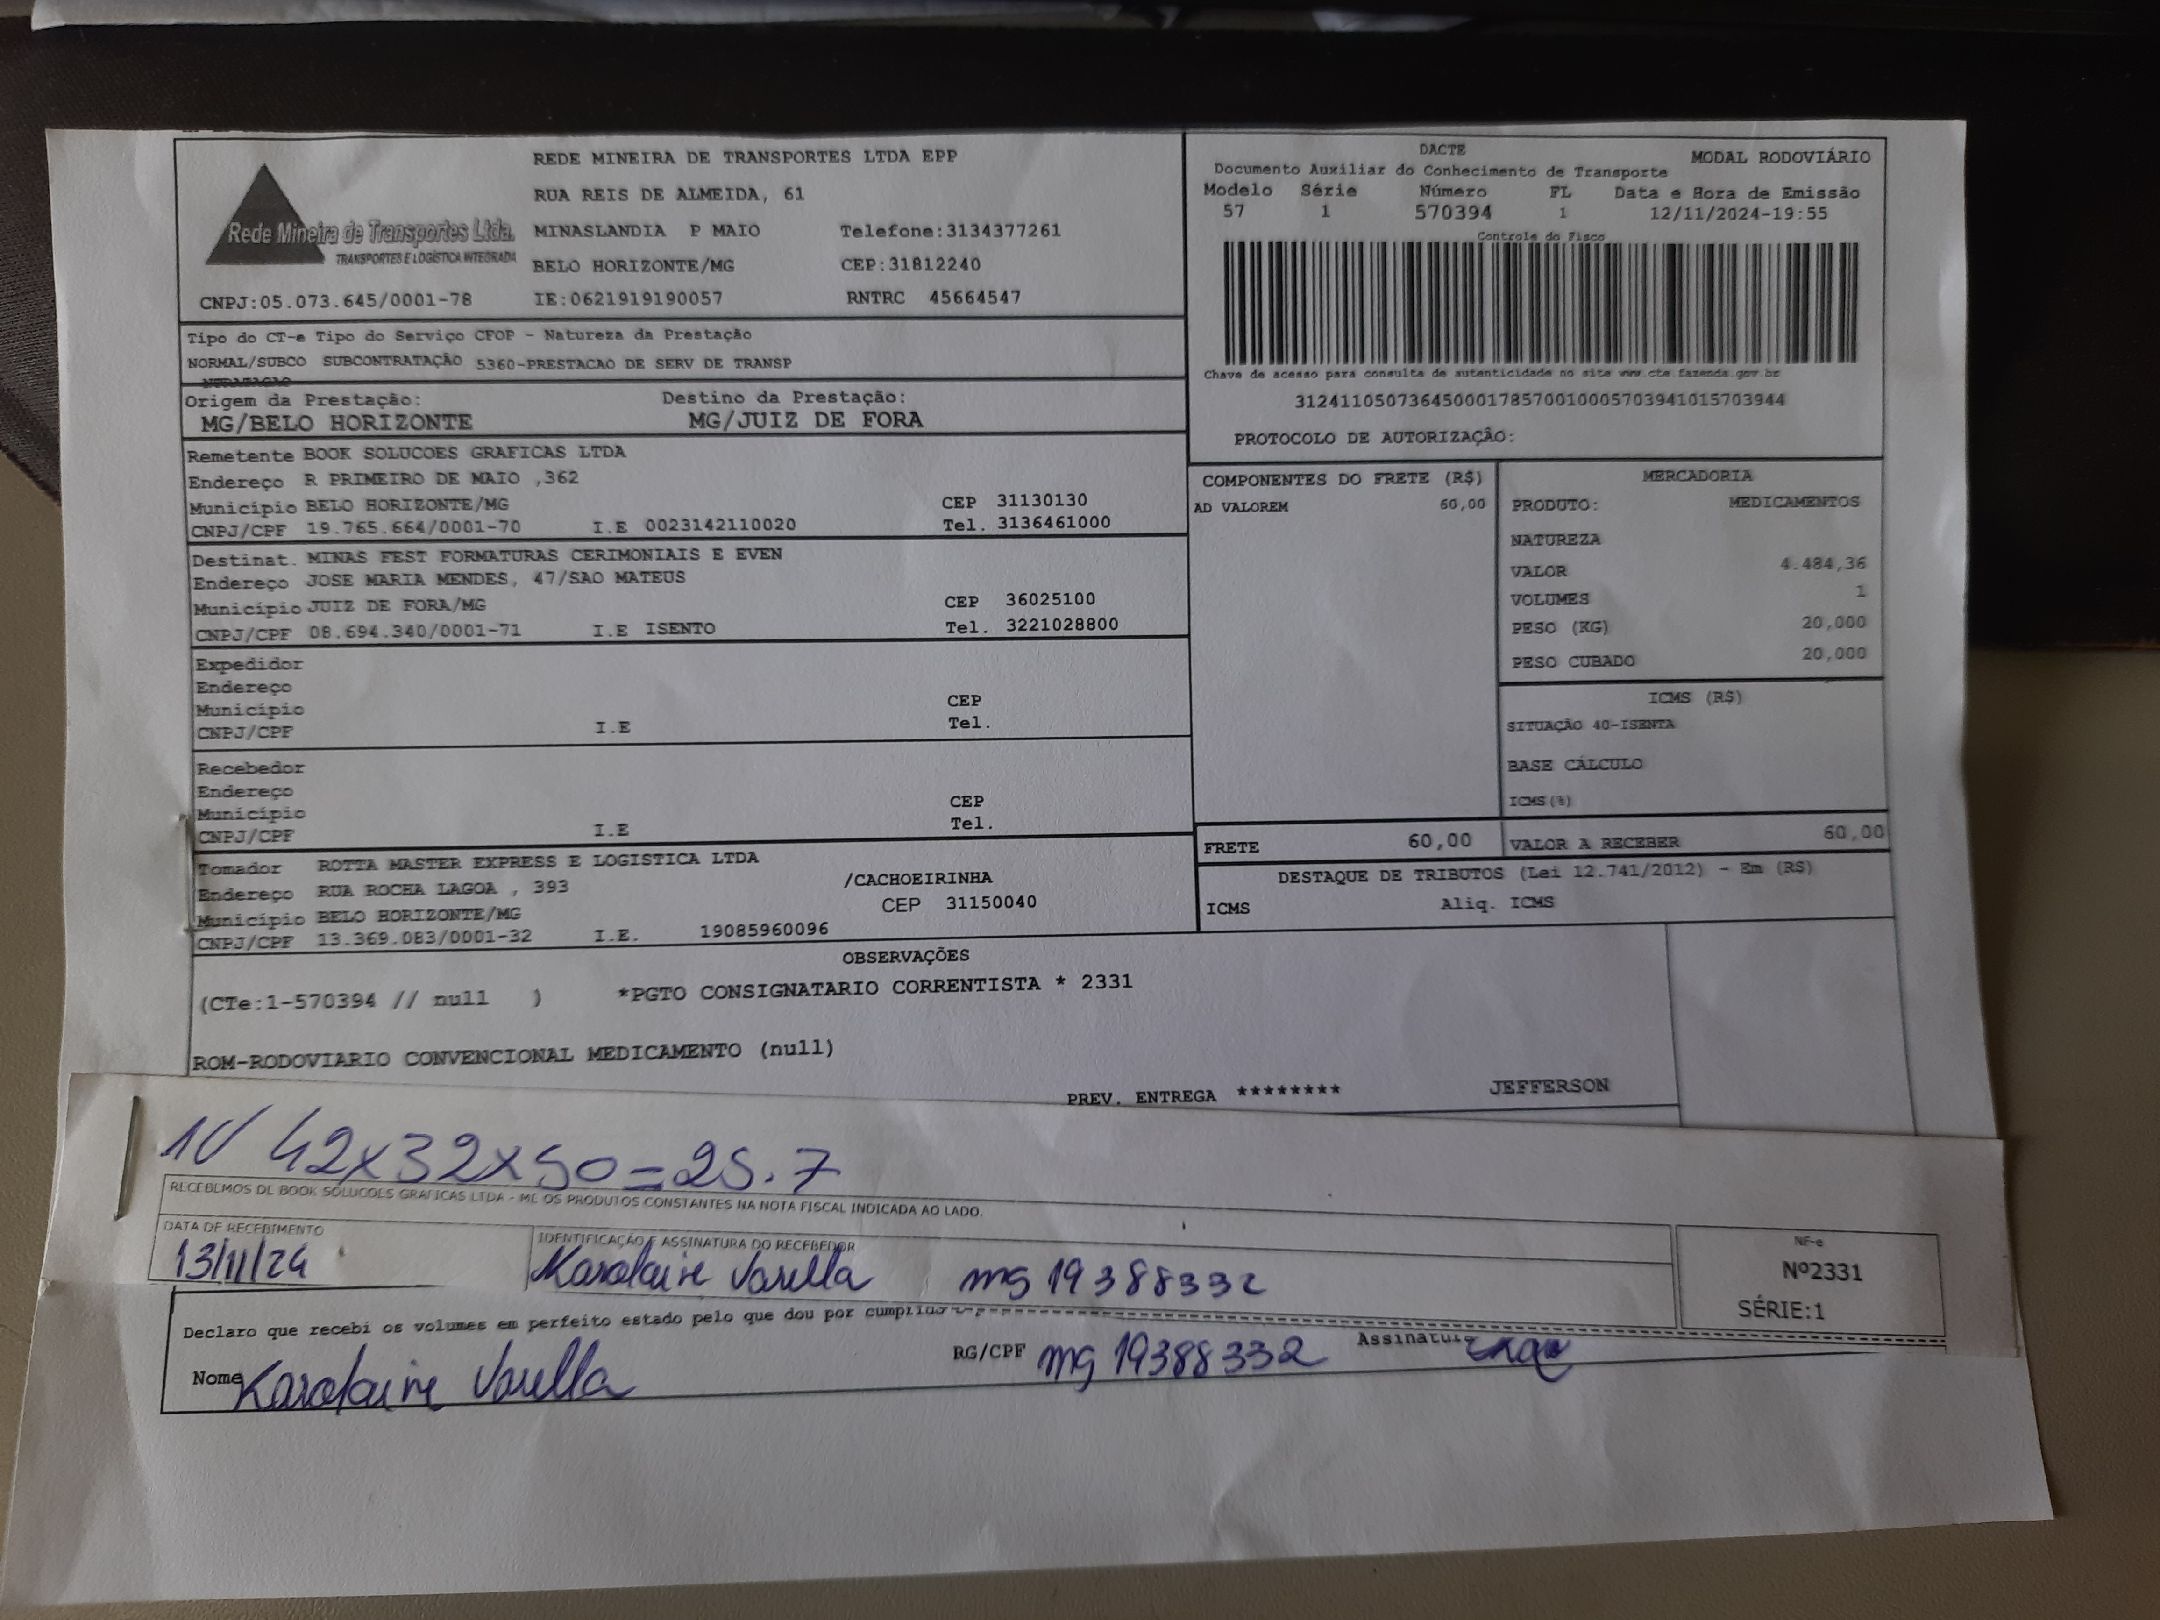 REDE MINEIRA DE TRANSPORTES LTDA EPP
RUA REIS DE ALMEIDA, 61
Rede Mineira de Transportes Ltda.
TRANSPORTES E LOGÍSTICA INTEGRADA
MINASLANDIA P MAIO Telefone:3134377261
BELO HORIZONTE/MG CEP:31812240
CNPJ:05.073.645/0001-78 IE:0621919190057 RNTRC 45664547
DACTE
Documento Auxiliar do Conhecimento de Transporte
MODAL RODOVIÁRIO
Modelo Série Número FL Data e Hora de Emissão
57 1 570394 1 12/11/2024-19:55
Controle do Fisco
Chave de acesso para consulta de autenticidade no site www.cte.fazenda.gov.br
31241105073645000178570010005703941015703944
PROTOCOLO DE AUTORIZAÇÃO:
Tipo do CT-e Tipo do Serviço CFOP - Natureza da Prestação
NORMAL/SUBCO SUBCONTRATAÇÃO 5360-PRESTACAO DE SERV DE TRANSP
NTRATAÇÃO
Origem da Prestação: Destino da Prestação:
MG/BELO HORIZONTE MG/JUIZ DE FORA
Remetente BOOK SOLUCOES GRAFICAS LTDA
Endereço R PRIMEIRO DE MAIO ,362
Município BELO HORIZONTE/MG CEP 31130130
CNPJ/CPF 19.765.664/0001-70 I.E 0023142110020 Tel. 3136461000
Destinat. MINAS FEST FORMATURAS CERIMONIAIS E EVEN
Endereço JOSE MARIA MENDES, 47/SAO MATEUS
Município JUIZ DE FORA/MG CEP 36025100
CNPJ/CPF 08.694.340/0001-71 I.E ISENTO Tel. 3221028800
Expedidor
Endereço
Município CEP
CNPJ/CPF I.E Tel.
Recebedor
Endereço
Município CEP
CNPJ/CPF I.E Tel.
Tomador ROTTA MASTER EXPRESS E LOGISTICA LTDA
Endereço RUA ROCHA LAGOA , 393 /CACHOEIRINHA
Município BELO HORIZONTE/MG CEP 31150040
CNPJ/CPF 13.369.083/0001-32 I.E. 19085960096
COMPONENTES DO FRETE (R$)
AD VALOREM 60,00
MERCADORIA
PRODUTO: MEDICAMENTOS
NATUREZA
VALOR 4.484,36
VOLUMES 1
PESO (KG) 20,000
PESO CUBADO 20,000
ICMS (R$)
SITUAÇÃO 40-ISENTA
BASE CÁLCULO
ICMS(%)
FRETE 60,00 VALOR A RECEBER 60,00
DESTAQUE DE TRIBUTOS (Lei 12.741/2012) - Em (R$)
ICMS Aliq. ICMS
OBSERVAÇÕES
(CTe:1-570394 // null ) *PGTO CONSIGNATARIO CORRENTISTA * 2331
ROM-RODOVIARIO CONVENCIONAL MEDICAMENTO (null)
PREV. ENTREGA ******** JEFFERSON
1V 42x32x50=25.7
RECEBEMOS DE BOOK SOLUCOES GRAFICAS LTDA - ME OS PRODUTOS CONSTANTES NA NOTA FISCAL INDICADA AO LADO.
DATA DE RECEBIMENTO IDENTIFICAÇÃO E ASSINATURA DO RECEBEDOR
13/11/24 Karolaine Varella mg 19388332
NF-e
Nº2331
SÉRIE:1
Declaro que recebi os volumes em perfeito estado pelo que dou por cumprido
Nome Karolaine Varella RG/CPF mg 19388332 Assinatura